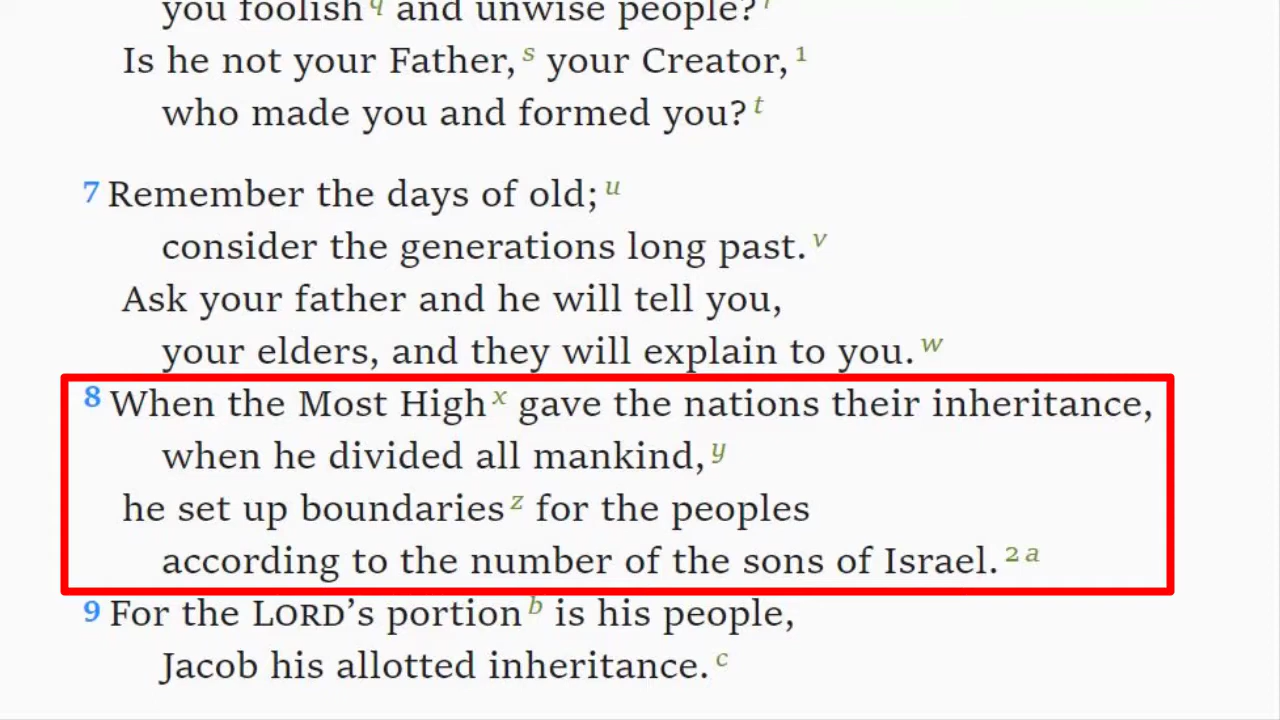 you foolish q and unwise people? r
Is he not your Father, s your Creator, 1
who made you and formed you? t
7 Remember the days of old; u
consider the generations long past. v
Ask your father and he will tell you,
your elders, and they will explain to you. w
8 When the Most High x gave the nations their inheritance,
when he divided all mankind, y
he set up boundaries z for the peoples
according to the number of the sons of Israel. 2 a
9 For the LORD’s portion b is his people,
Jacob his allotted inheritance. c